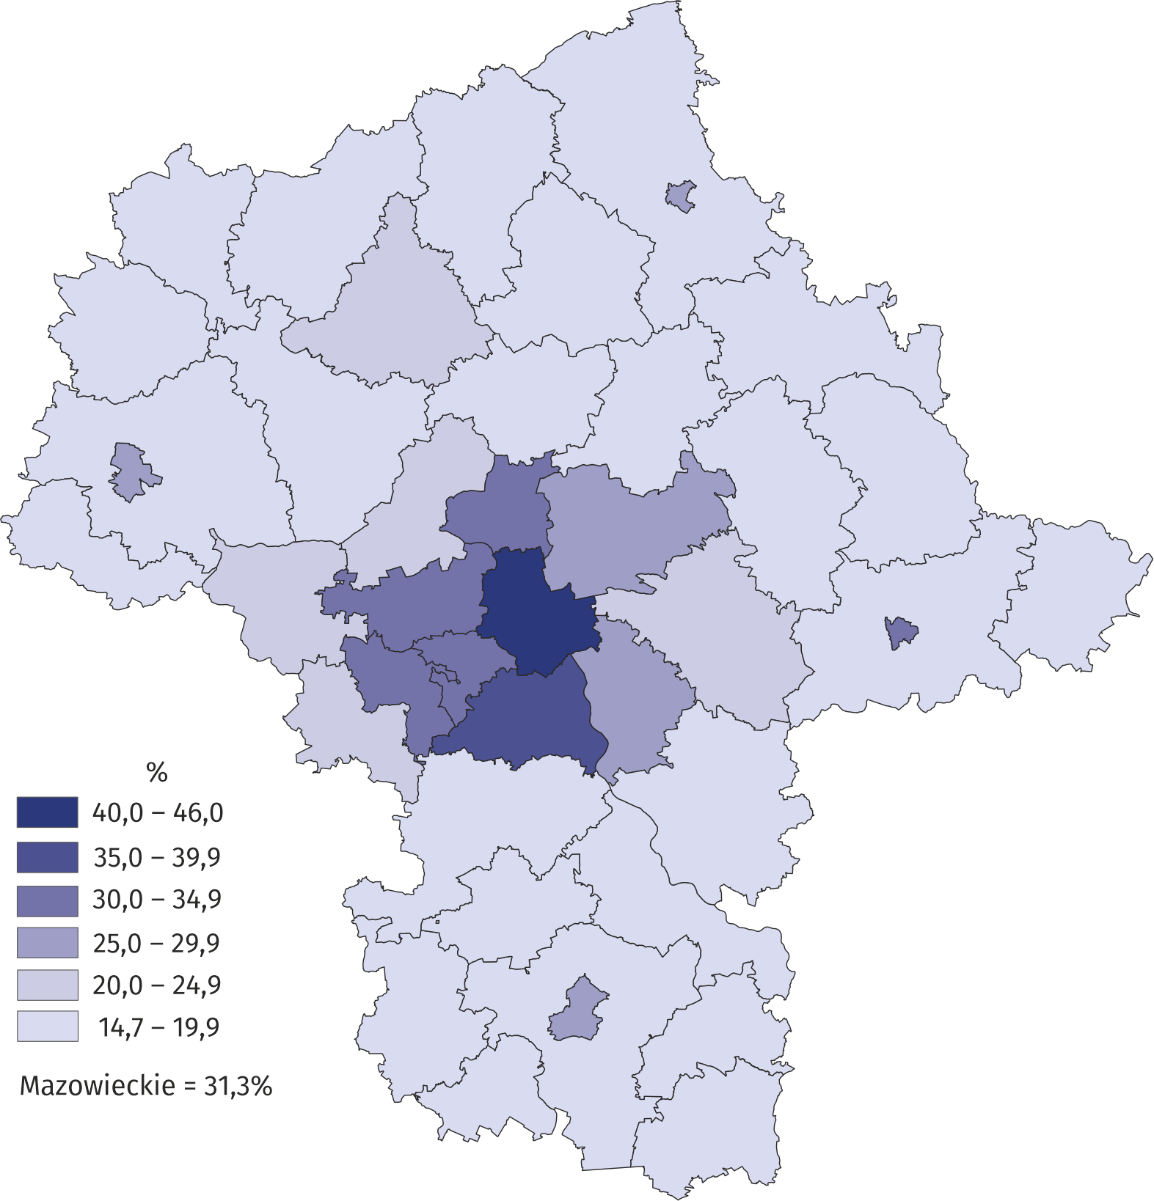 %
40,0 – 46,0
35,0 – 39,9
30,0 – 34,9
25,0 – 29,9
20,0 – 24,9
14,7 – 19,9
Mazowieckie = 31,3%